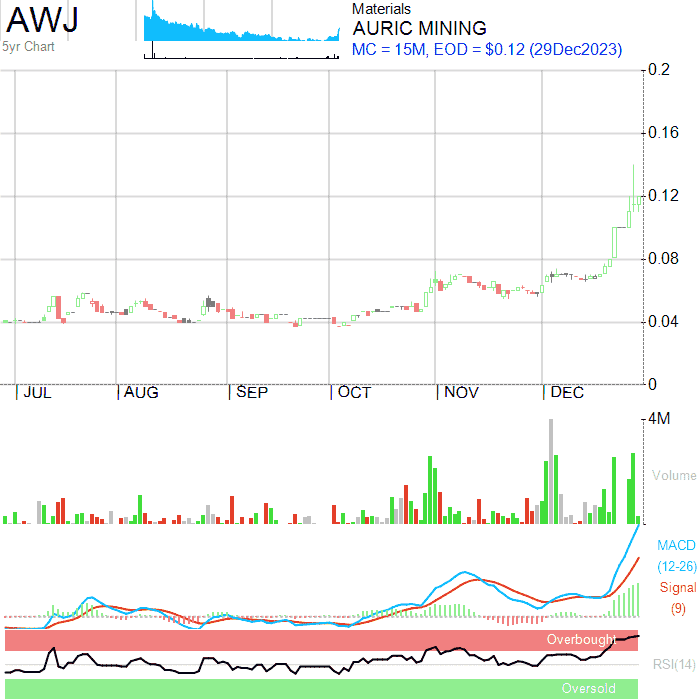 AWJ
5yr Chart
Materials
AURIC MINING
MC = 15M, EOD = $0.12 (29Dec2023)
0.2
0.16
0.12
0.08
0.04
0
JUL AUG SEP OCT NOV DEC
4M
Volume
MACD
(12-26)
Signal
(9)
Overbought
RSI(14)
Oversold